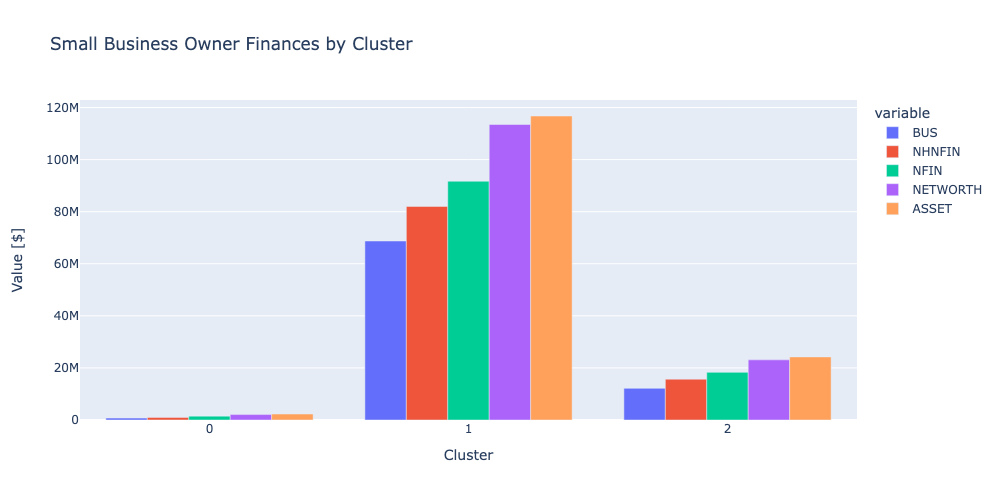 Small Business Owner Finances by Cluster
variable
BUS
NHNFIN
NFIN
NETWORTH
ASSET
Value [$]
120M
100M
80M
60M
40M
20M
0
0 1 2
Cluster